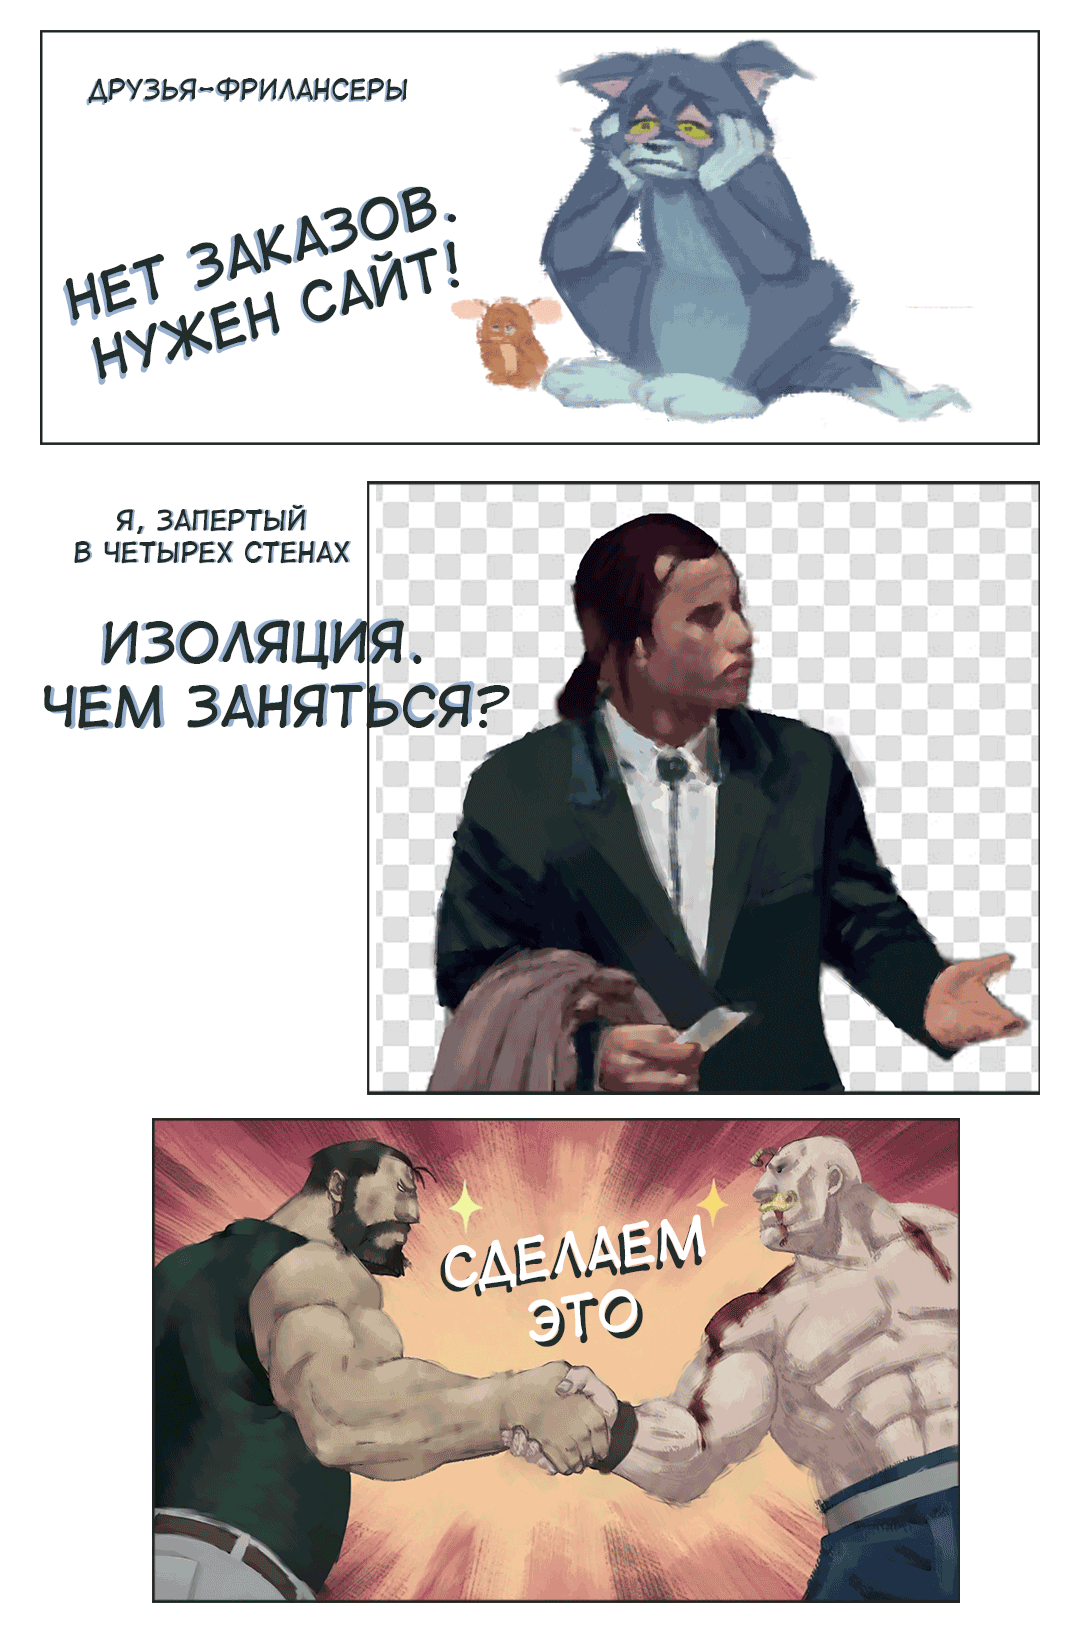 ДРУЗЬЯ-ФРИЛАНСЕРЫ
НЕТ ЗАКАЗОВ.
НУЖЕН САЙТ!
Я, ЗАПЕРТЫЙ
В ЧЕТЫРЕХ СТЕНАХ
ИЗОЛЯЦИЯ.
ЧЕМ ЗАНЯТЬСЯ?
СДЕЛАЕМ
ЭТО